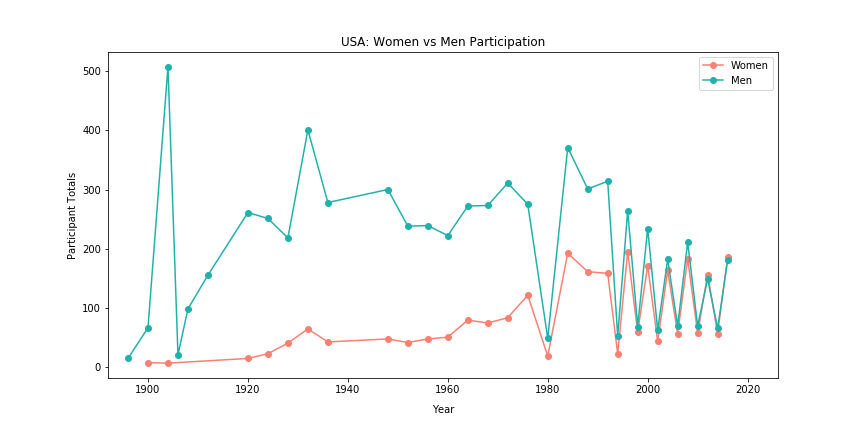 USA: Women vs Men Participation
Women
Men
Participant Totals
500
400
300
200
100
0
1900 1920 1940 1960 1980 2000 2020
Year